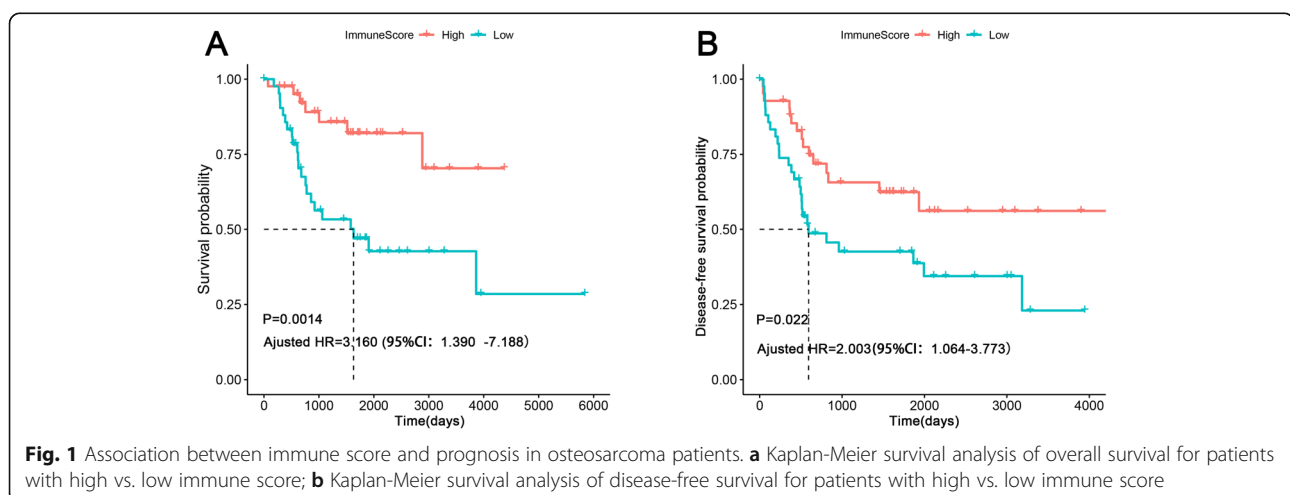 A
ImmuneScore High Low
1.00
0.75
0.50
0.25
0.00
Survival probability
P=0.0014
Ajusted HR=3.160 (95%CI: 1.390 -7.188)
0 1000 2000 3000 4000 5000 6000
Time(days)
B
ImmuneScore High Low
1.00
0.75
0.50
0.25
0.00
Disease-free survival probability
P=0.022
Ajusted HR=2.003(95%CI: 1.064-3.773)
0 1000 2000 3000 4000
Time(days)
Fig. 1 Association between immune score and prognosis in osteosarcoma patients. a Kaplan-Meier survival analysis of overall survival for patients
with high vs. low immune score; b Kaplan-Meier survival analysis of disease-free survival for patients with high vs. low immune score